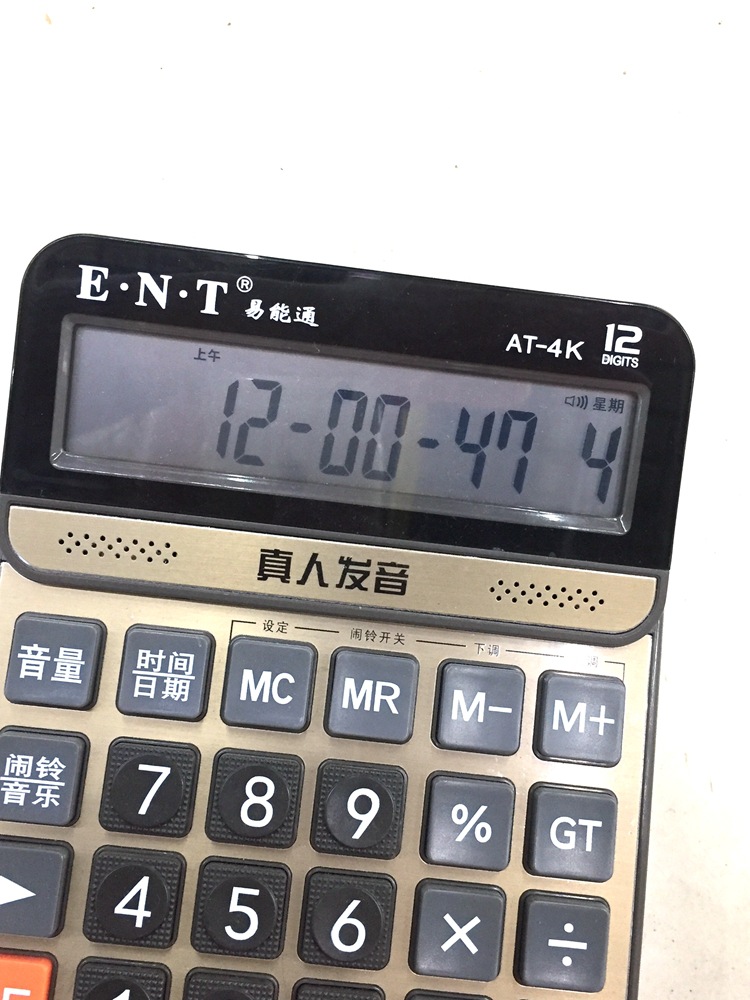 E·N·T® 易能通
AT-4K 12 DIGITS
上午
星期
12-00-47 4
真人发音
设定 闹铃开关 下调 调
音量 时间 日期 MC MR M- M+
闹铃 音乐 7 8 9 % GT
4 5 6 × ÷